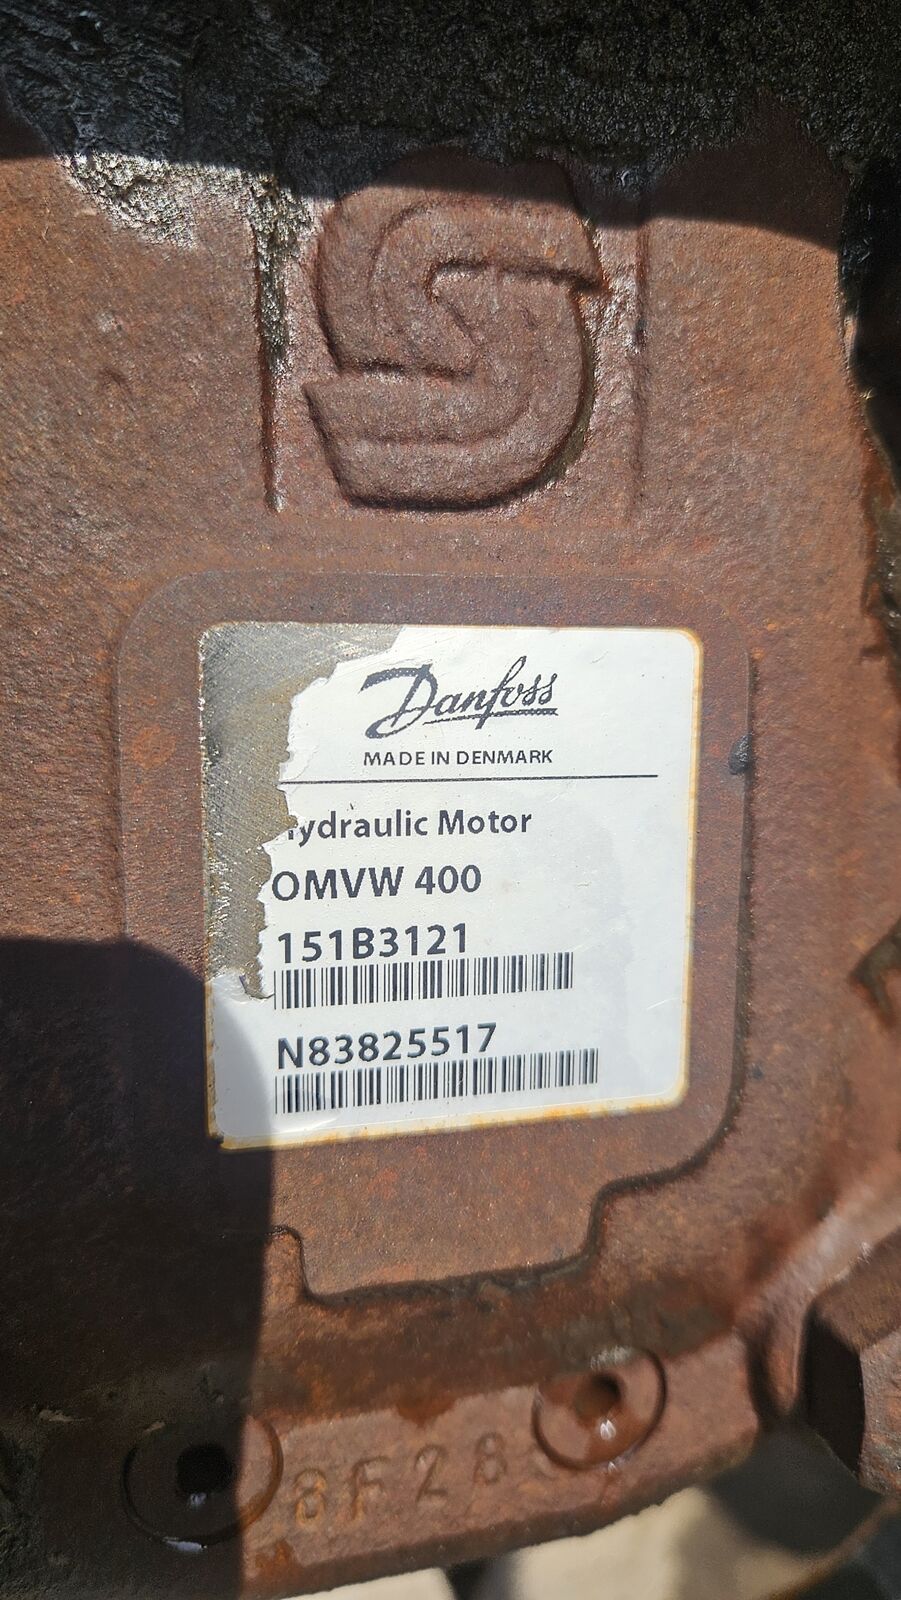 Danfoss
MADE IN DENMARK
ydraulic Motor
OMVW 400
151B3121
N83825517
8F28